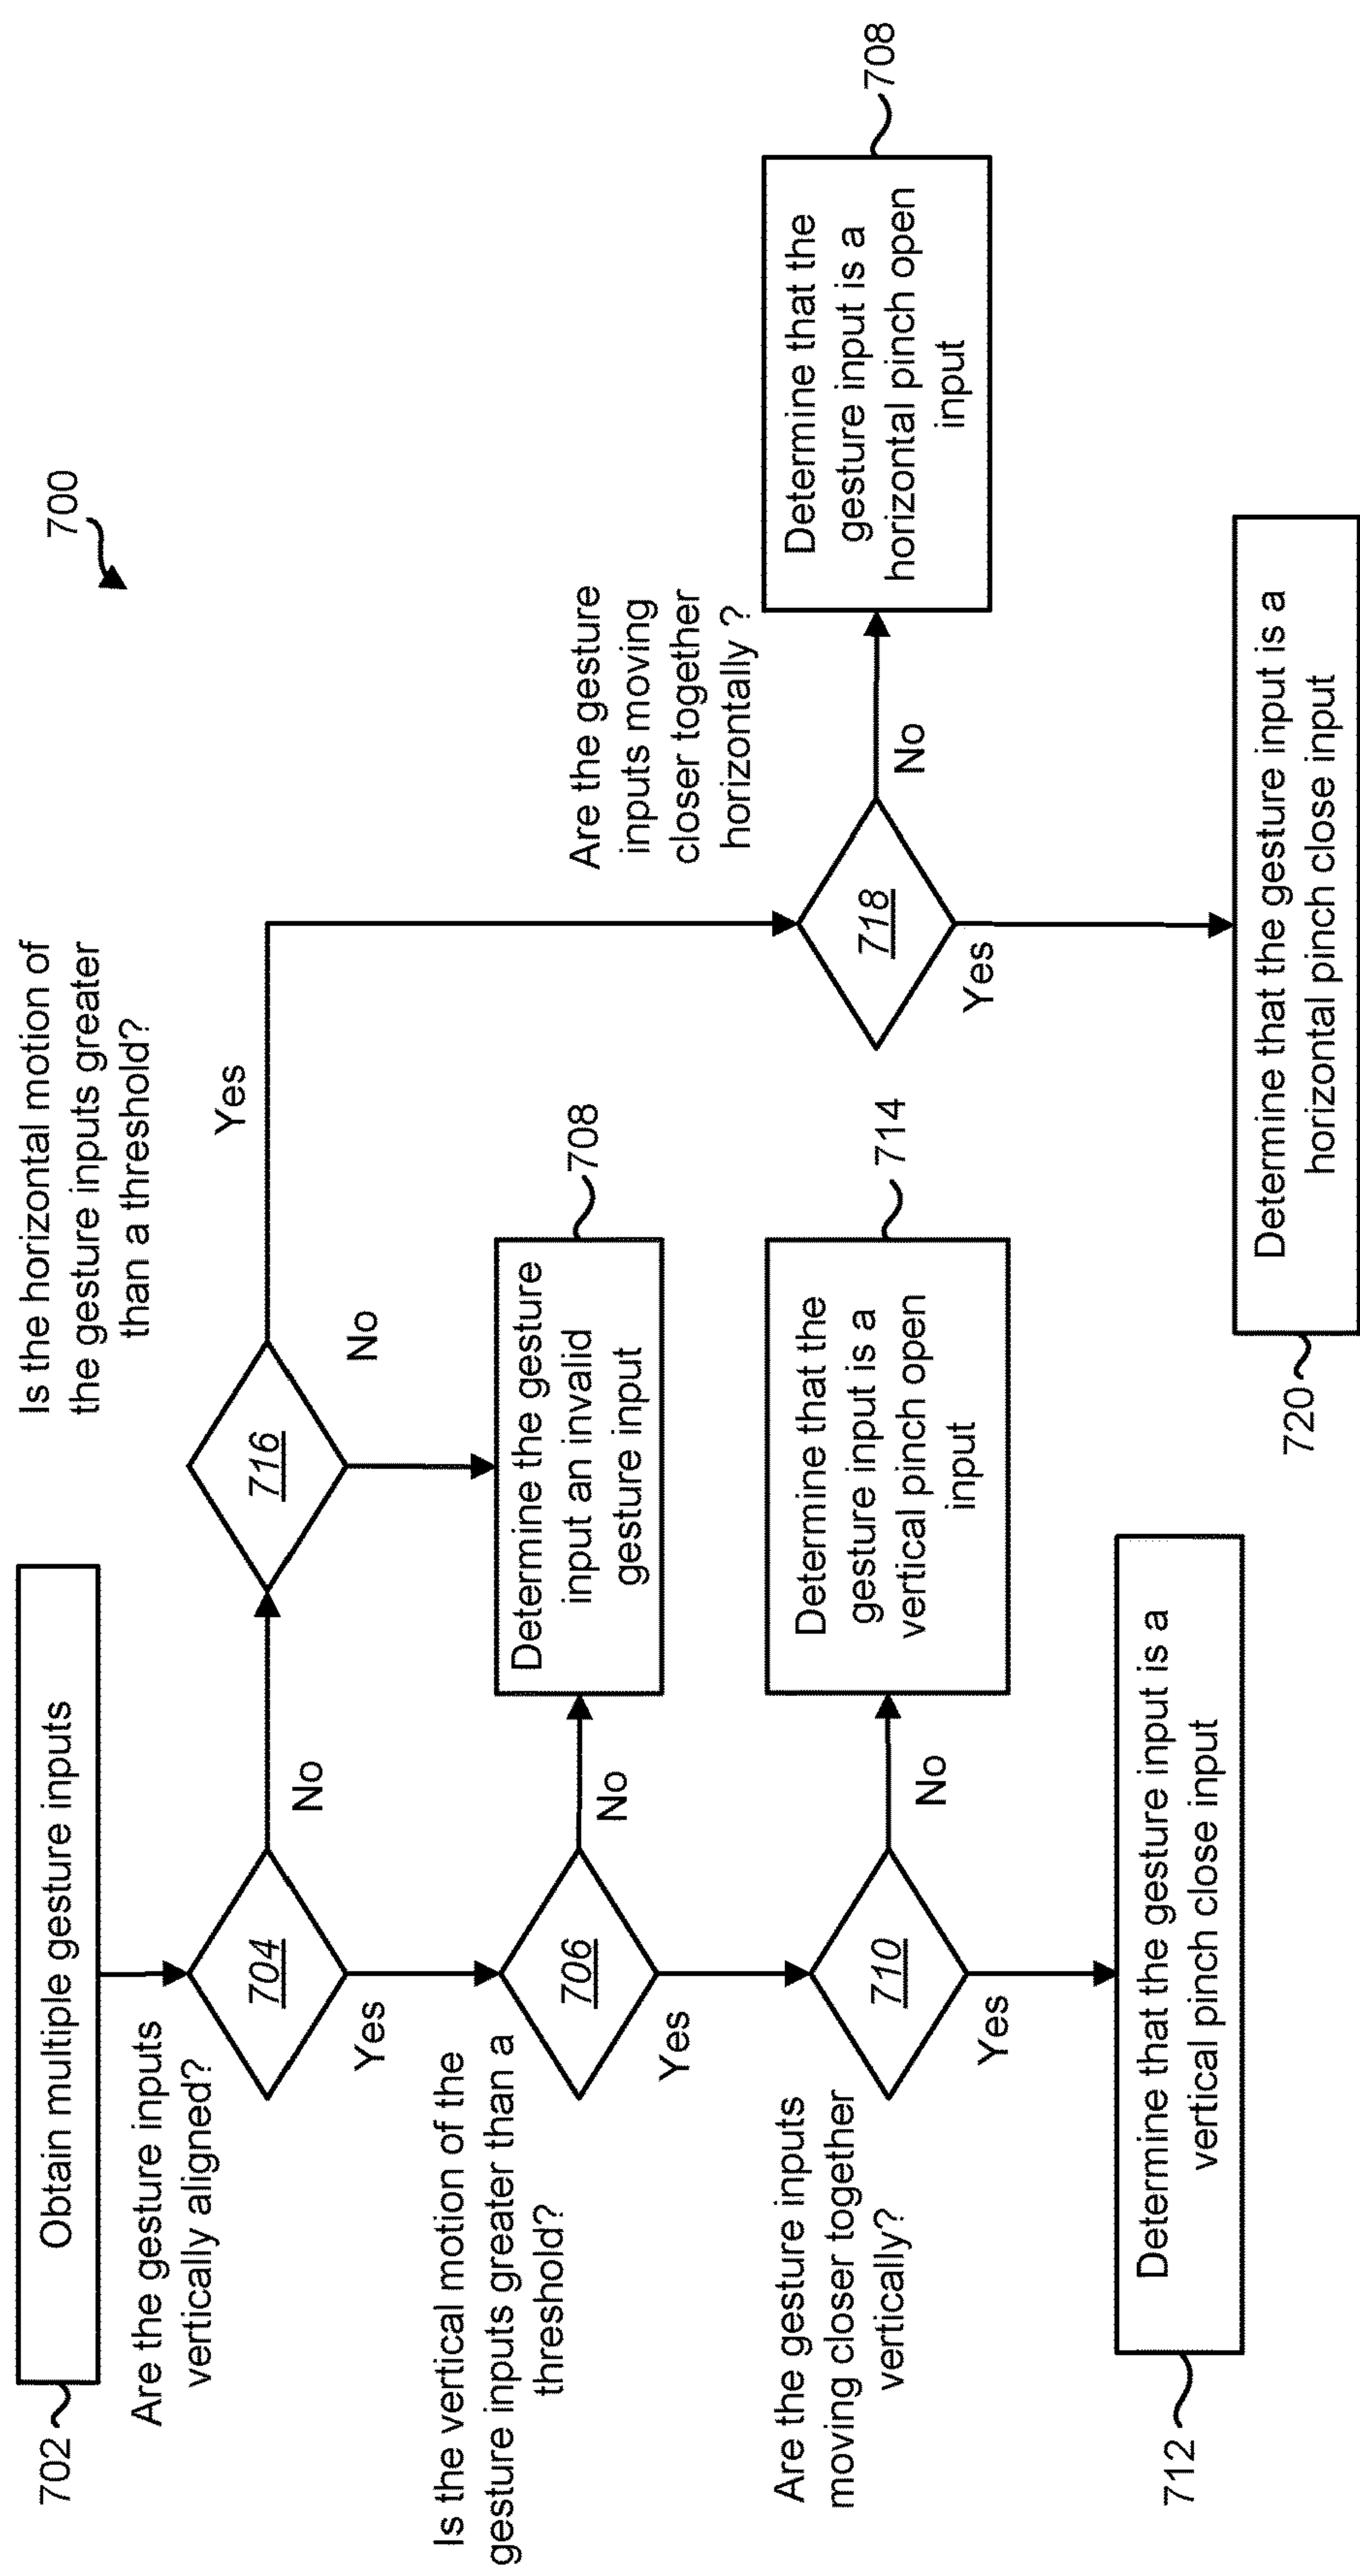 700
Obtain multiple gesture inputs
702
Are the gesture inputs
vertically aligned?
704
No
Yes
Is the horizontal motion of
the gesture inputs greater
than a threshold?
716
Yes
No
Is the vertical motion of the
gesture inputs greater than a
threshold?
706
No
Yes
Determine the gesture
input an invalid
gesture input
708
Are the gesture inputs
moving closer together
vertically?
710
No
Yes
Determine that the
gesture input is a
vertical pinch open
input
714
Are the gesture
inputs moving
closer together
horizontally ?
718
No
Yes
Determine that the
gesture input is a
horizontal pinch open
input
708
Determine that the gesture input is a
vertical pinch close input
712
Determine that the gesture input is a
horizontal pinch close input
720